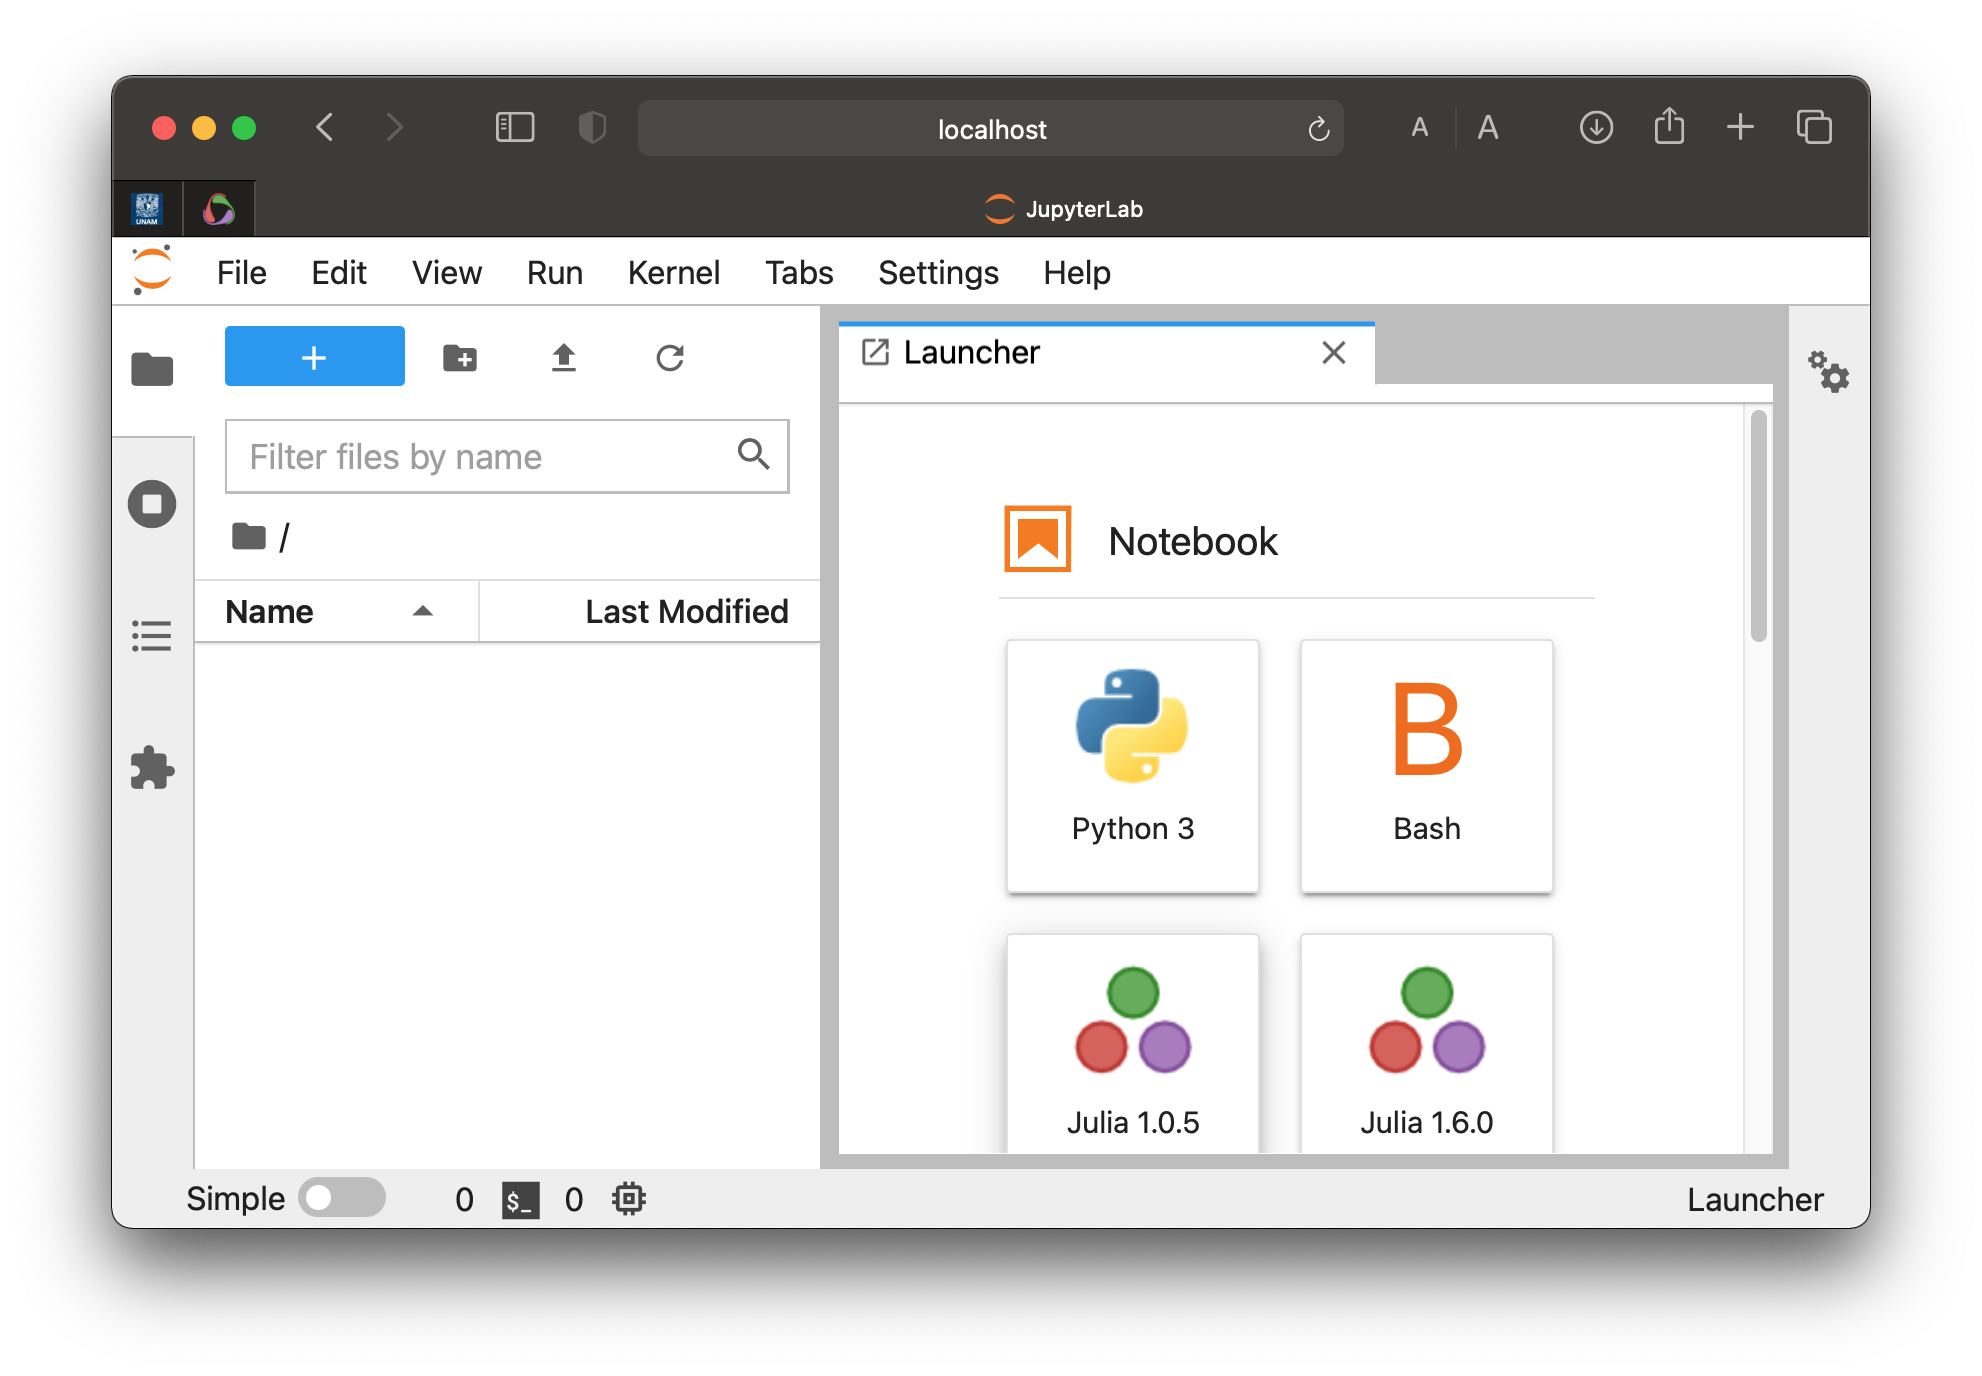 localhost
A A
UNAM
JupyterLab
File Edit View Run Kernel Tabs Settings Help
+
Launcher
Filter files by name
/
Notebook
Name Last Modified
Python 3
B
Bash
Julia 1.0.5
Julia 1.6.0
Simple 0 $_ 0 Launcher